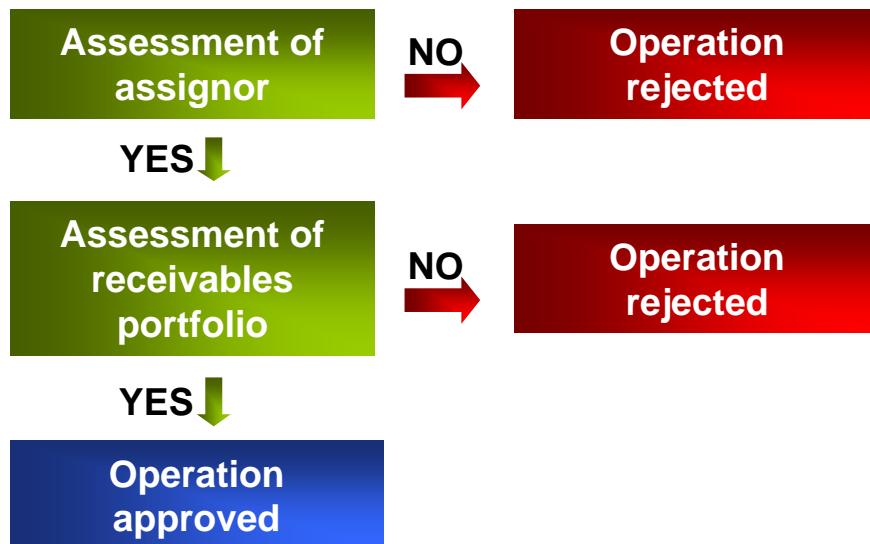 Assessment of
assignor
NO
Operation
rejected
YES
Assessment of
receivables
portfolio
NO
Operation
rejected
YES
Operation
approved